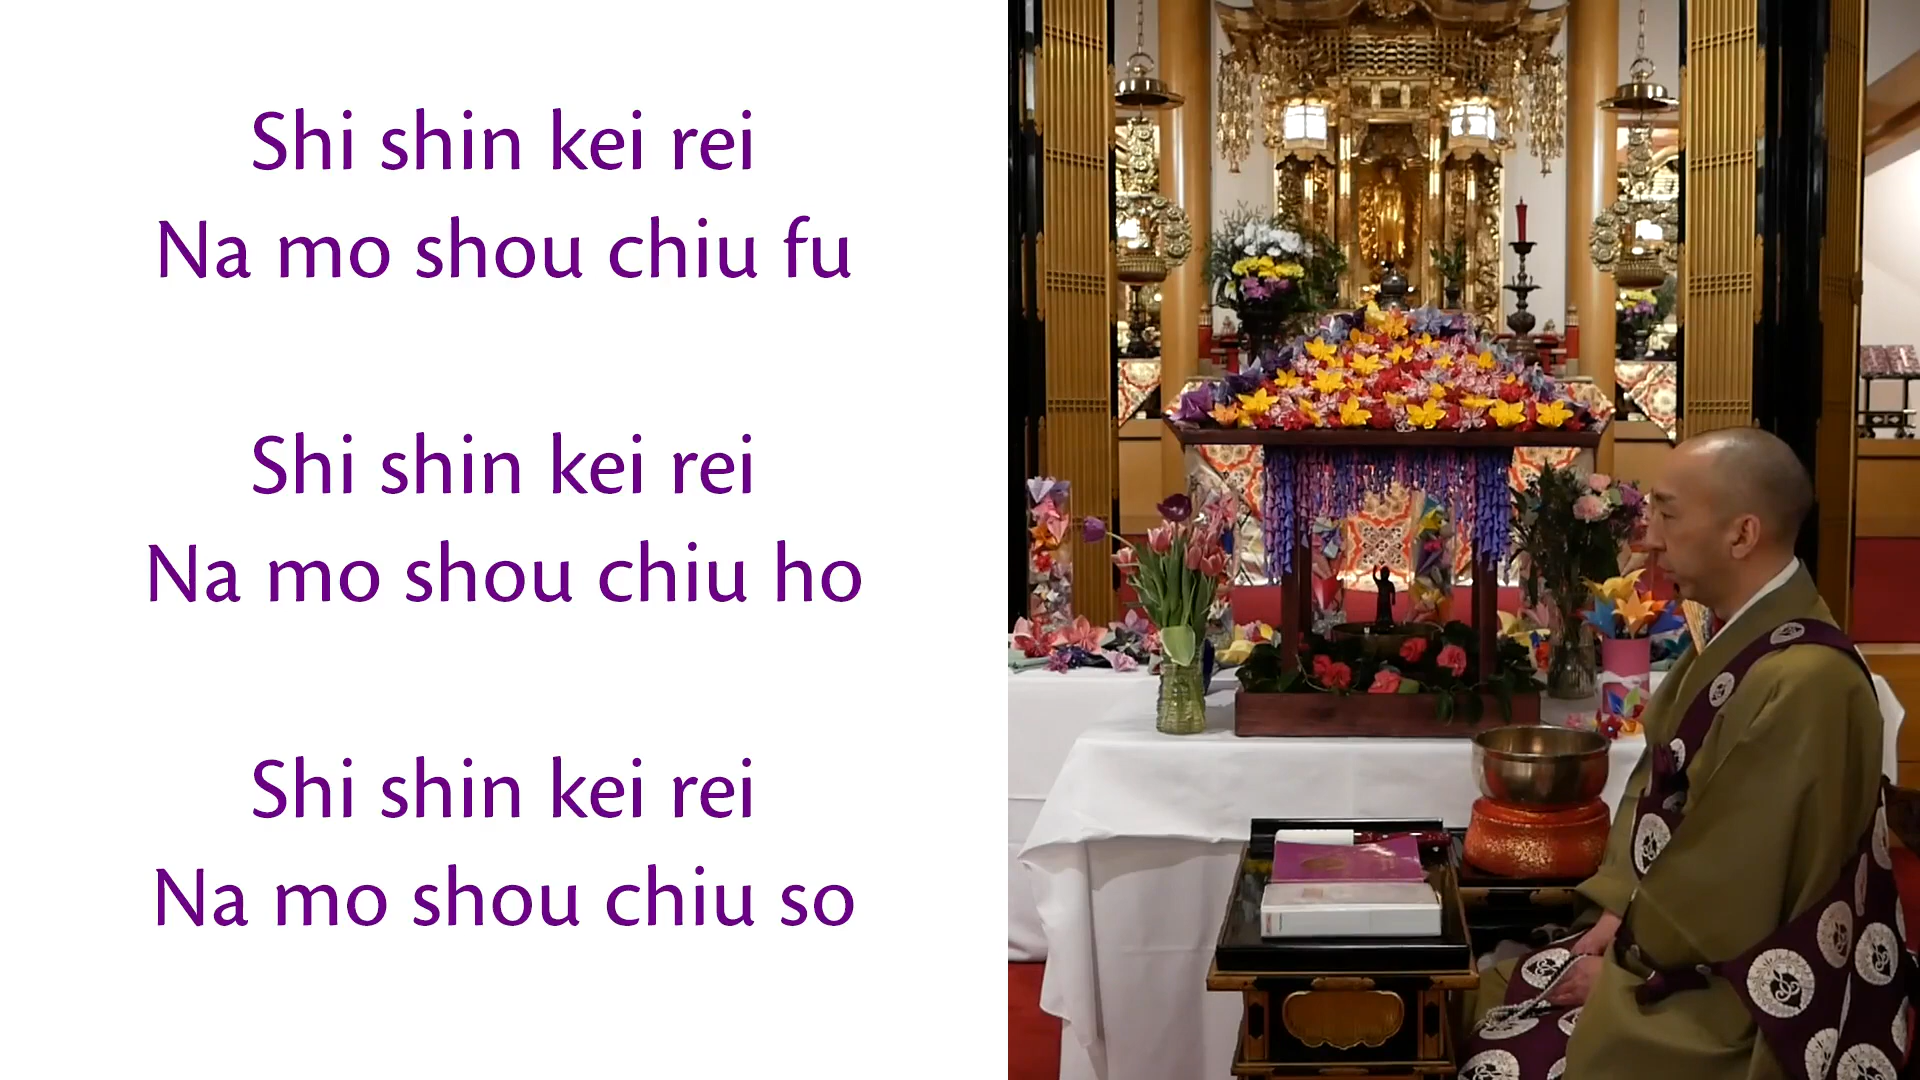 Shi shin kei rei
Na mo shou chiu fu
Shi shin kei rei
Na mo shou chiu ho
Shi shin kei rei
Na mo shou chiu so